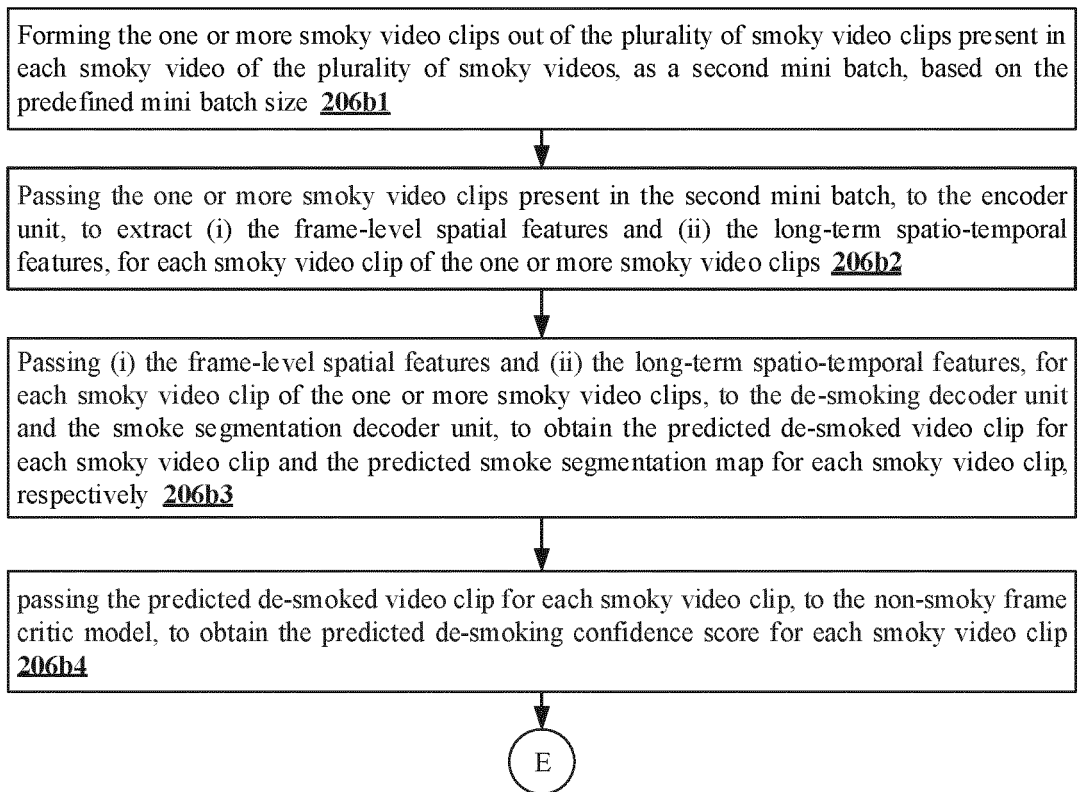 Forming the one or more smoky video clips out of the plurality of smoky video clips present in
each smoky video of the plurality of smoky videos, as a second mini batch, based on the
predefined mini batch size 206b1
Passing the one or more smoky video clips present in the second mini batch, to the encoder
unit, to extract (i) the frame-level spatial features and (ii) the long-term spatio-temporal
features, for each smoky video clip of the one or more smoky video clips 206b2
Passing (i) the frame-level spatial features and (ii) the long-term spatio-temporal features, for
each smoky video clip of the one or more smoky video clips, to the de-smoking decoder unit
and the smoke segmentation decoder unit, to obtain the predicted de-smoked video clip for
each smoky video clip and the predicted smoke segmentation map for each smoky video clip,
respectively 206b3
passing the predicted de-smoked video clip for each smoky video clip, to the non-smoky frame
critic model, to obtain the predicted de-smoking confidence score for each smoky video clip
206b4
E